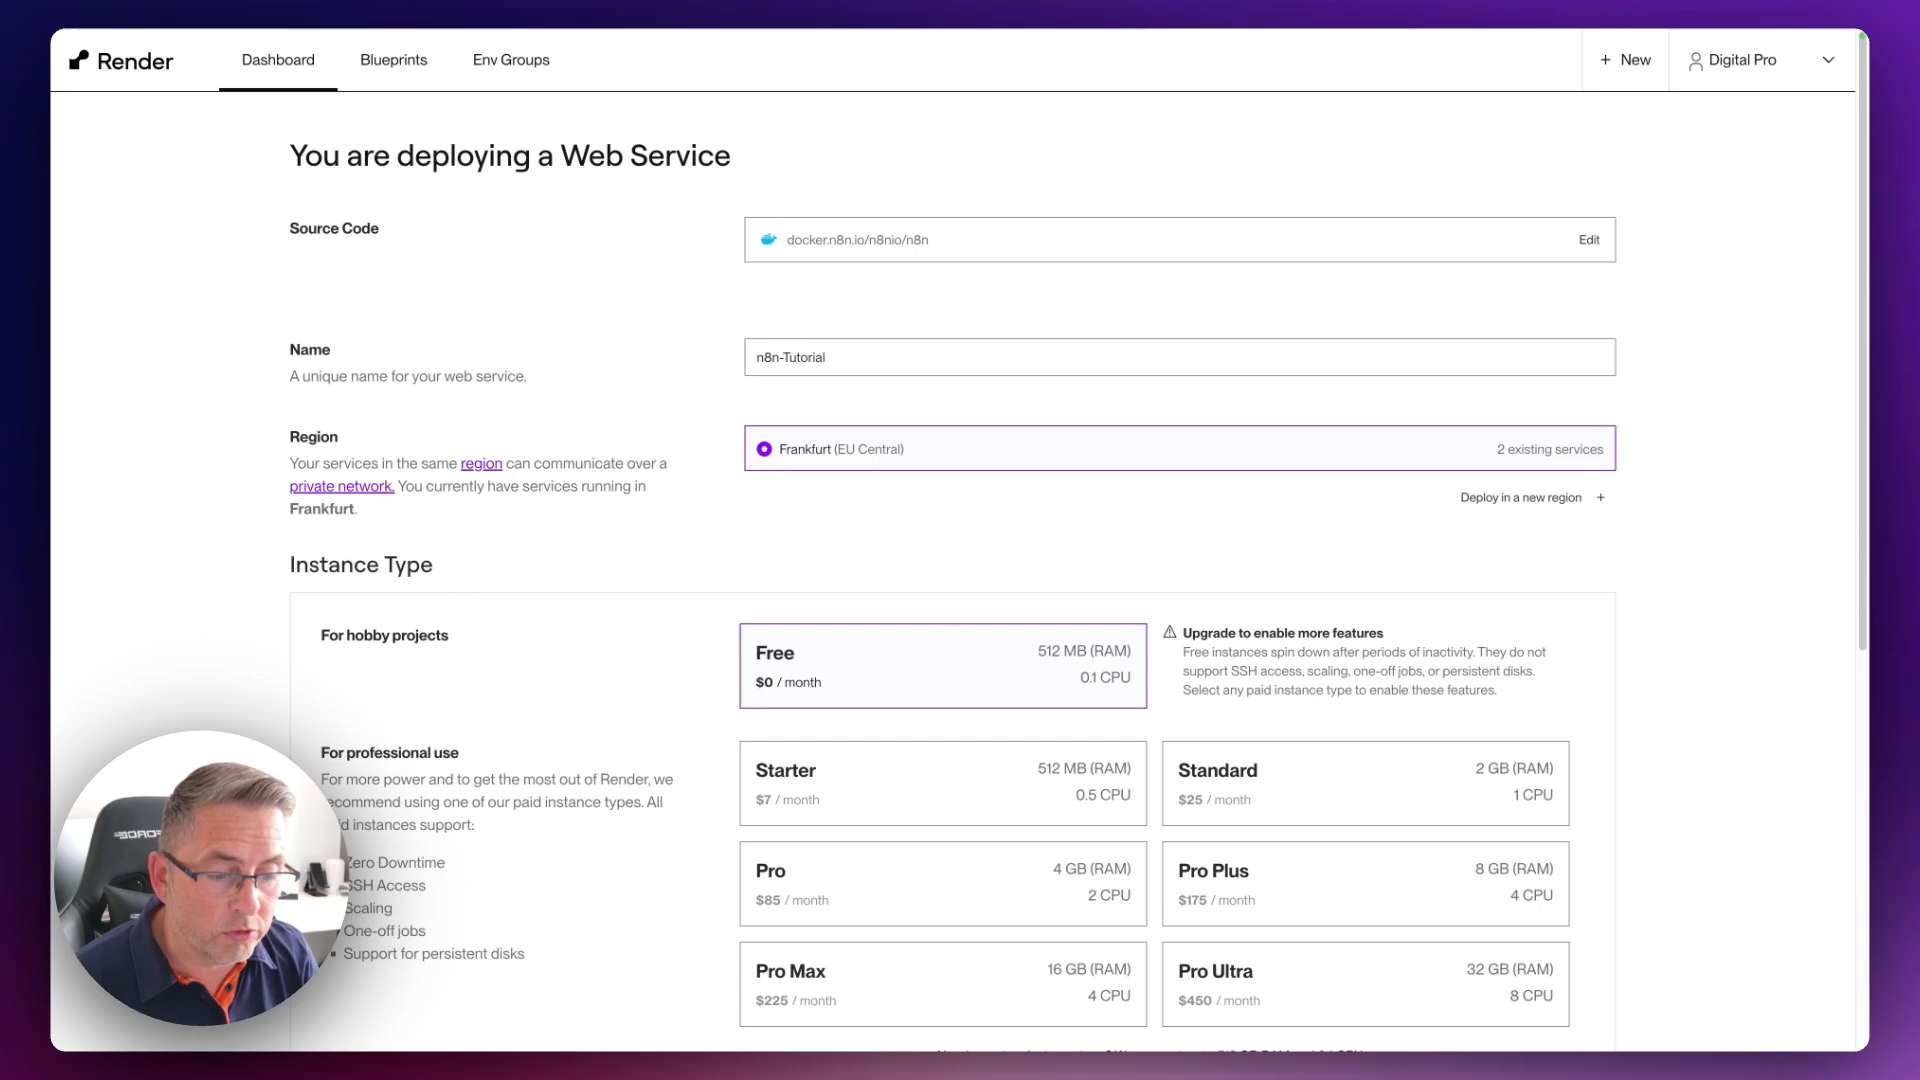 Render
Dashboard
Blueprints
Env Groups
+ New
Digital Pro
You are deploying a Web Service
Source Code
docker.n8n.io/n8nio/n8n
Edit
Name
A unique name for your web service.
n8n-Tutorial
Region
Your services in the same region can communicate over a
private network. You currently have services running in
Frankfurt.
Frankfurt (EU Central)
2 existing services
Deploy in a new region +
Instance Type
For hobby projects
Free
$0 / month
512 MB (RAM)
0.1 CPU
Upgrade to enable more features
Free instances spin down after periods of inactivity. They do not
support SSH access, scaling, one-off jobs, or persistent disks.
Select any paid instance type to enable these features.
For professional use
For more power and to get the most out of Render, we
ecommend using one of our paid instance types. All
d instances support:
Zero Downtime
SSH Access
Scaling
One-off jobs
Support for persistent disks
Starter
$7 / month
512 MB (RAM)
0.5 CPU
Standard
$25 / month
2 GB (RAM)
1 CPU
Pro
$85 / month
4 GB (RAM)
2 CPU
Pro Plus
$175 / month
8 GB (RAM)
4 CPU
Pro Max
$225 / month
16 GB (RAM)
4 CPU
Pro Ultra
$450 / month
32 GB (RAM)
8 CPU